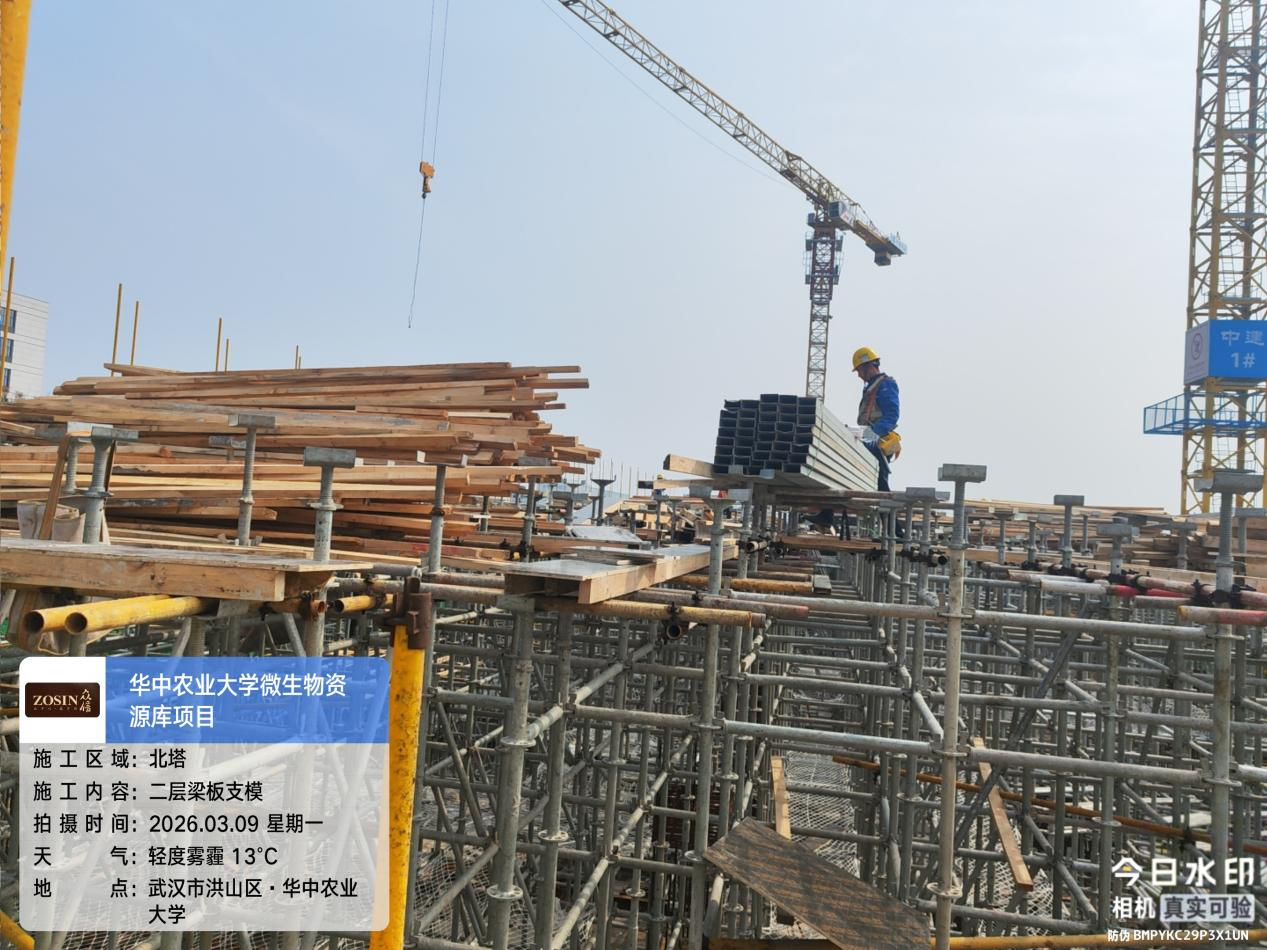 中建
1#
ZOSIN
众信
华中农业大学微生物资
源库项目
施工区域：北塔
施工内容：二层梁板支模
拍摄时间：2026.03.09 星期一
天气：轻度雾霾 13℃
地点：武汉市洪山区·华中农业
大学
今日水印
相机 真实可验
防伪 BMPYKC29P3X1UN